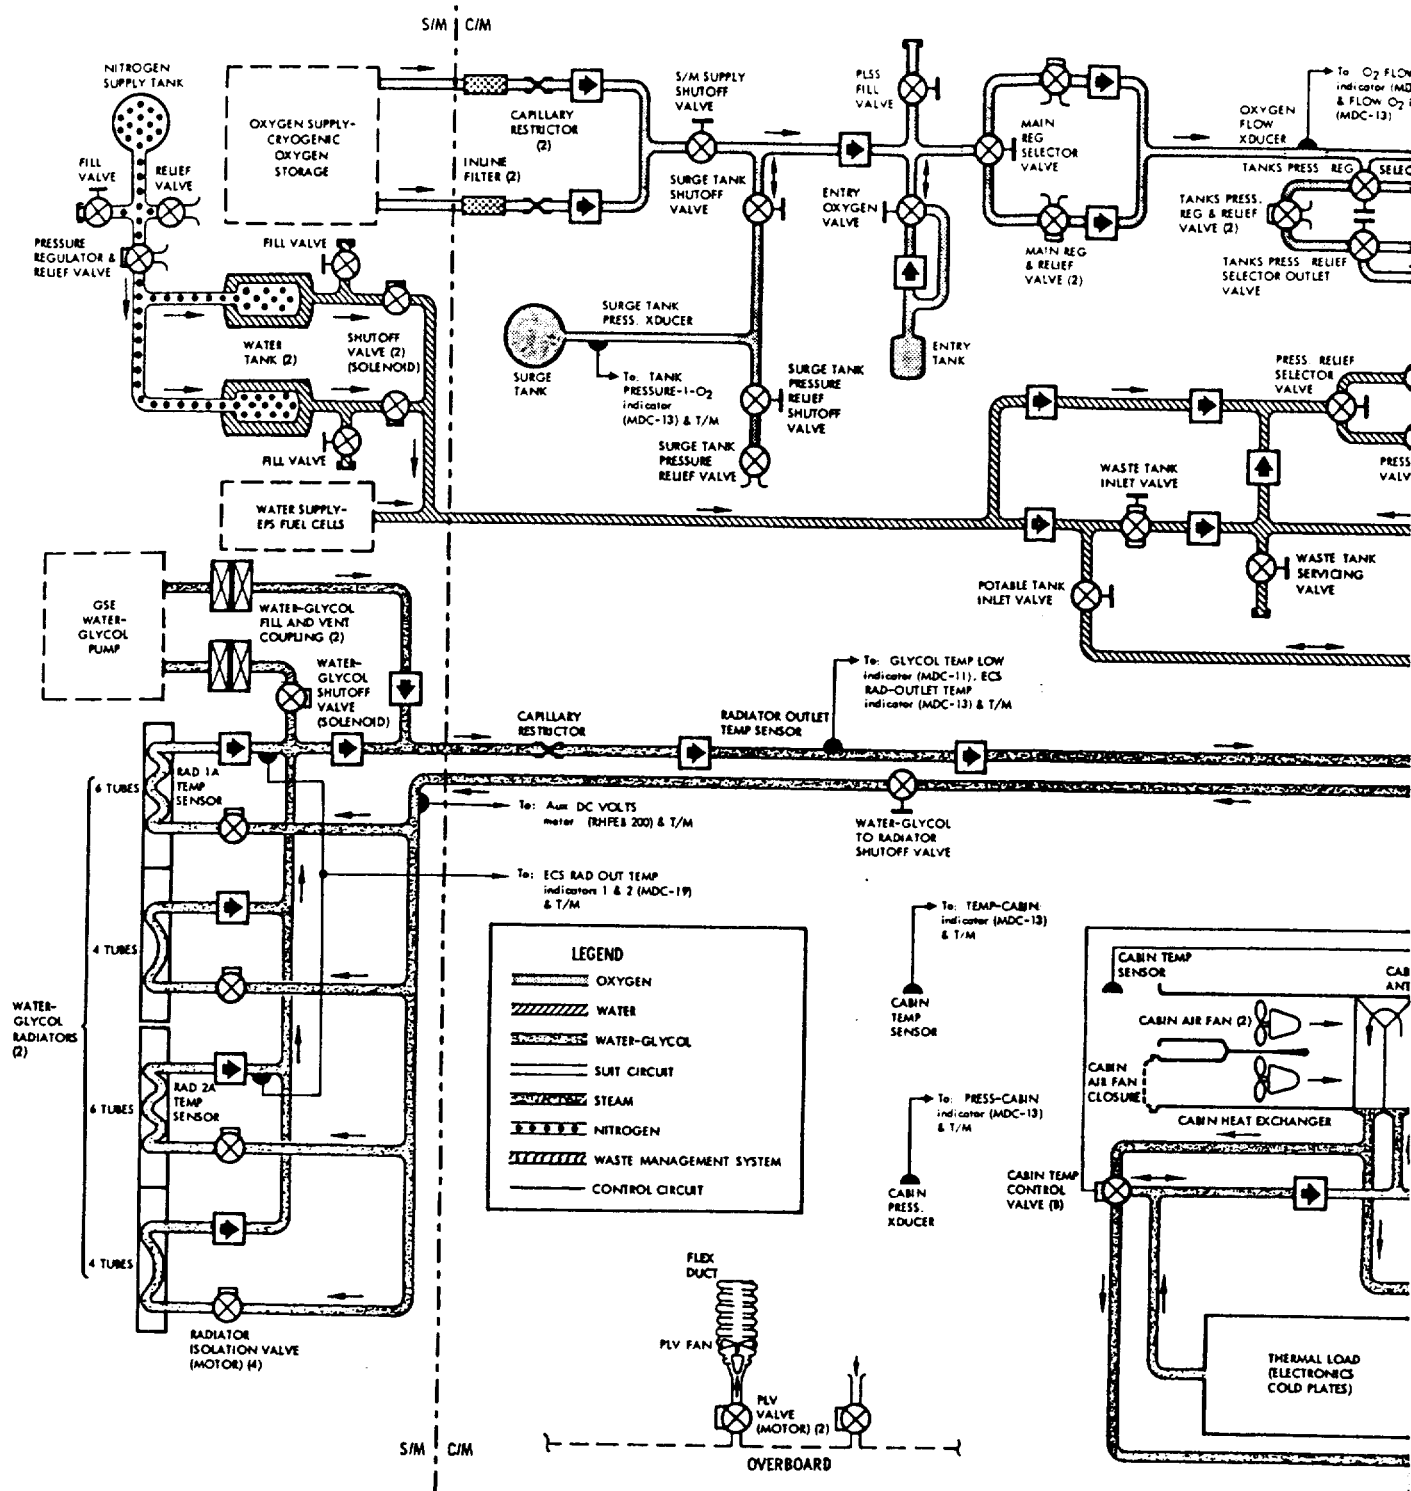 S/M C/M
NITROGEN
SUPPLY TANK
FILL
VALVE
RELIEF
VALVE
PRESSURE
REGULATOR &
RELIEF VALVE
OXYGEN SUPPLY-
CRYOGENIC
OXYGEN
STORAGE
CAPILLARY
RESTRICTOR
(2)
INLINE
FILTER (2)
S/M SUPPLY
SHUTOFF
VALVE
SURGE TANK
SHUTOFF
VALVE
PLSS
FILL
VALVE
ENTRY
OXYGEN
VALVE
MAIN
REG
SELECTOR
VALVE
MAIN REG
& RELIEF
VALVE (2)
To: O2 FLOW
indicator (MD
& FLOW O2
(MDC-13)
OXYGEN
FLOW
XDUCER
TANKS PRESS REG
SELEC
TANKS PRESS.
REG & RELIEF
VALVE (2)
TANKS PRESS RELIEF
SELECTOR OUTLET
VALVE
FILL VALVE
WATER
TANK (2)
SHUTOFF
VALVE (2)
(SOLENOID)
FILL VALVE
SURGE TANK
PRESS. XDUCER
SURGE
TANK
To: TANK
PRESSURE-1-O2
indicator
(MDC-13) & T/M
SURGE TANK
PRESSURE
RELIEF
SHUTOFF
VALVE
SURGE TANK
PRESSURE
RELIEF VALVE
ENTRY
TANK
PRESS. RELIEF
SELECTOR
VALVE
PRESS
VALV
WATER SUPPLY-
EPS FUEL CELLS
WASTE TANK
INLET VALVE
POTABLE TANK
INLET VALVE
WASTE TANK
SERVICING
VALVE
GSE
WATER-
GLYCOL
PUMP
WATER-GLYCOL
FILL AND VENT
COUPLING (2)
WATER-
GLYCOL
SHUTOFF
VALVE
(SOLENOID)
CAPILLARY
RESTRICTOR
RADIATOR OUTLET
TEMP SENSOR
To: GLYCOL TEMP LOW
indicator (MDC-11), ECS
RAD-OUTLET TEMP
indicator (MDC-13) & T/M
6 TUBES
RAD 1A
TEMP
SENSOR
To: Aux DC VOLTS
meter (RHFEB 200) & T/M
WATER-GLYCOL
TO RADIATOR
SHUTOFF VALVE
To: ECS RAD OUT TEMP
indicators 1 & 2 (MDC-19)
& T/M
4 TUBES
WATER-
GLYCOL
RADIATORS
(2)
6 TUBES
RAD 2A
TEMP
SENSOR
4 TUBES
RADIATOR
ISOLATION VALVE
(MOTOR) (4)
LEGEND
OXYGEN
WATER
WATER-GLYCOL
SUIT CIRCUIT
STEAM
NITROGEN
WASTE MANAGEMENT SYSTEM
CONTROL CIRCUIT
To: TEMP-CABIN
indicator (MDC-13)
& T/M
CABIN
TEMP
SENSOR
To: PRESS-CABIN
indicator (MDC-13)
& T/M
CABIN
PRESS.
XDUCER
CABIN TEMP
SENSOR
CAB
ANT
CABIN AIR FAN (2)
CABIN
AIR FAN
CLOSURE
CABIN HEAT EXCHANGER
CABIN TEMP
CONTROL
VALVE (B)
THERMAL LOAD
(ELECTRONICS
COLD PLATES)
FLEX
DUCT
PLV FAN
PLV
VALVE
(MOTOR) (2)
OVERBOARD
S/M C/M